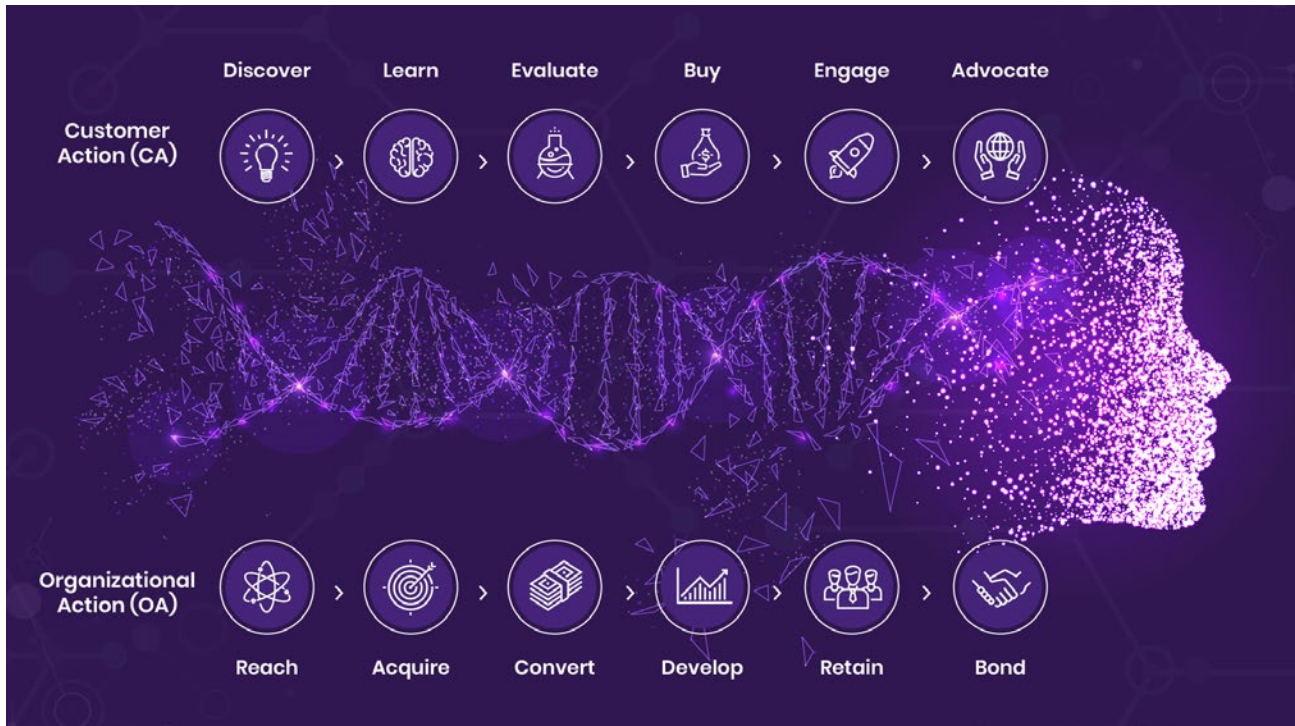 Discover
Learn
Evaluate
Buy
Engage
Advocate
Customer
Action (CA)
Organizational
Action (OA)
Reach
Acquire
Convert
Develop
Retain
Bond